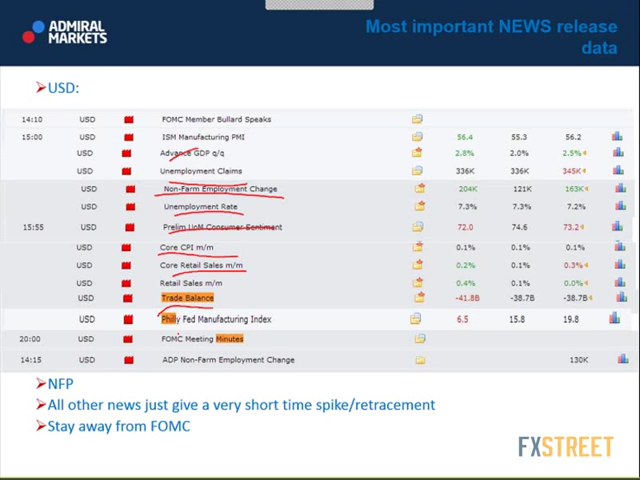 ADMIRAL
MARKETS
Most important NEWS release
data
USD:
14:10 USD FOMC Member Bullard Speaks
15:00 USD ISM Manufacturing PMI 56.4 55.3 56.2
USD Advance GDP q/q 2.8% 2.0% 2.5%
USD Unemployment Claims 336K 336K 345K
USD Non-Farm Employment Change 204K 121K 163K
USD Unemployment Rate 7.3% 7.3% 7.2%
15:55 USD Prelim UoM Consumer Sentiment 72.0 74.6 73.2
USD Core CPI m/m 0.1% 0.1% 0.1%
USD Core Retail Sales m/m 0.2% 0.1% 0.3%
USD Retail Sales m/m 0.4% 0.1% 0.0%
USD Trade Balance -41.8B -38.7B -38.7B
USD Philly Fed Manufacturing Index 6.5 15.8 19.8
20:00 USD FOMC Meeting Minutes
14:15 USD ADP Non-Farm Employment Change 130K
NFP
All other news just give a very short time spike/retracement
Stay away from FOMC
FXSTREET